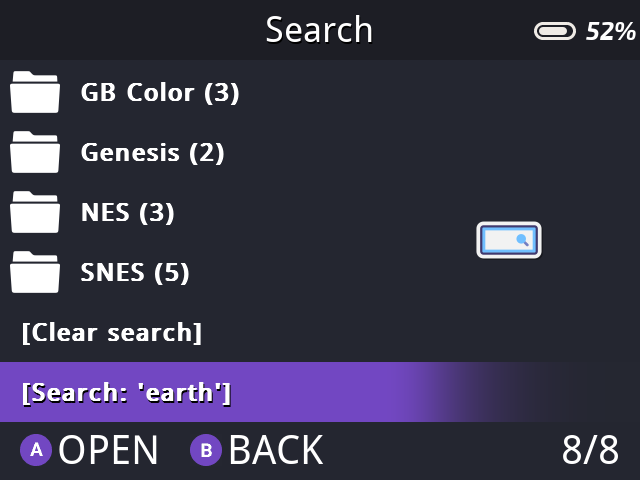 Search
52%
GB Color (3)
Genesis (2)
NES (3)
SNES (5)
[Clear search]
[Search: 'earth']
A OPEN B BACK 8/8